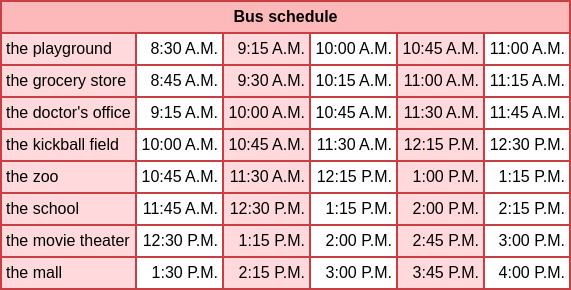 Bus schedule
the playground 8:30 A.M. 9:15 A.M. 10:00 A.M. 10:45 A.M. 11:00 A.M.
the grocery store 8:45 A.M. 9:30 A.M. 10:15 A.M. 11:00 A.M. 11:15 A.M.
the doctor's office 9:15 A.M. 10:00 A.M. 10:45 A.M. 11:30 A.M. 11:45 A.M.
the kickball field 10:00 A.M. 10:45 A.M. 11:30 A.M. 12:15 P.M. 12:30 P.M.
the zoo 10:45 A.M. 11:30 A.M. 12:15 P.M. 1:00 P.M. 1:15 P.M.
the school 11:45 A.M. 12:30 P.M. 1:15 P.M. 2:00 P.M. 2:15 P.M.
the movie theater 12:30 P.M. 1:15 P.M. 2:00 P.M. 2:45 P.M. 3:00 P.M.
the mall 1:30 P.M. 2:15 P.M. 3:00 P.M. 3:45 P.M. 4:00 P.M.